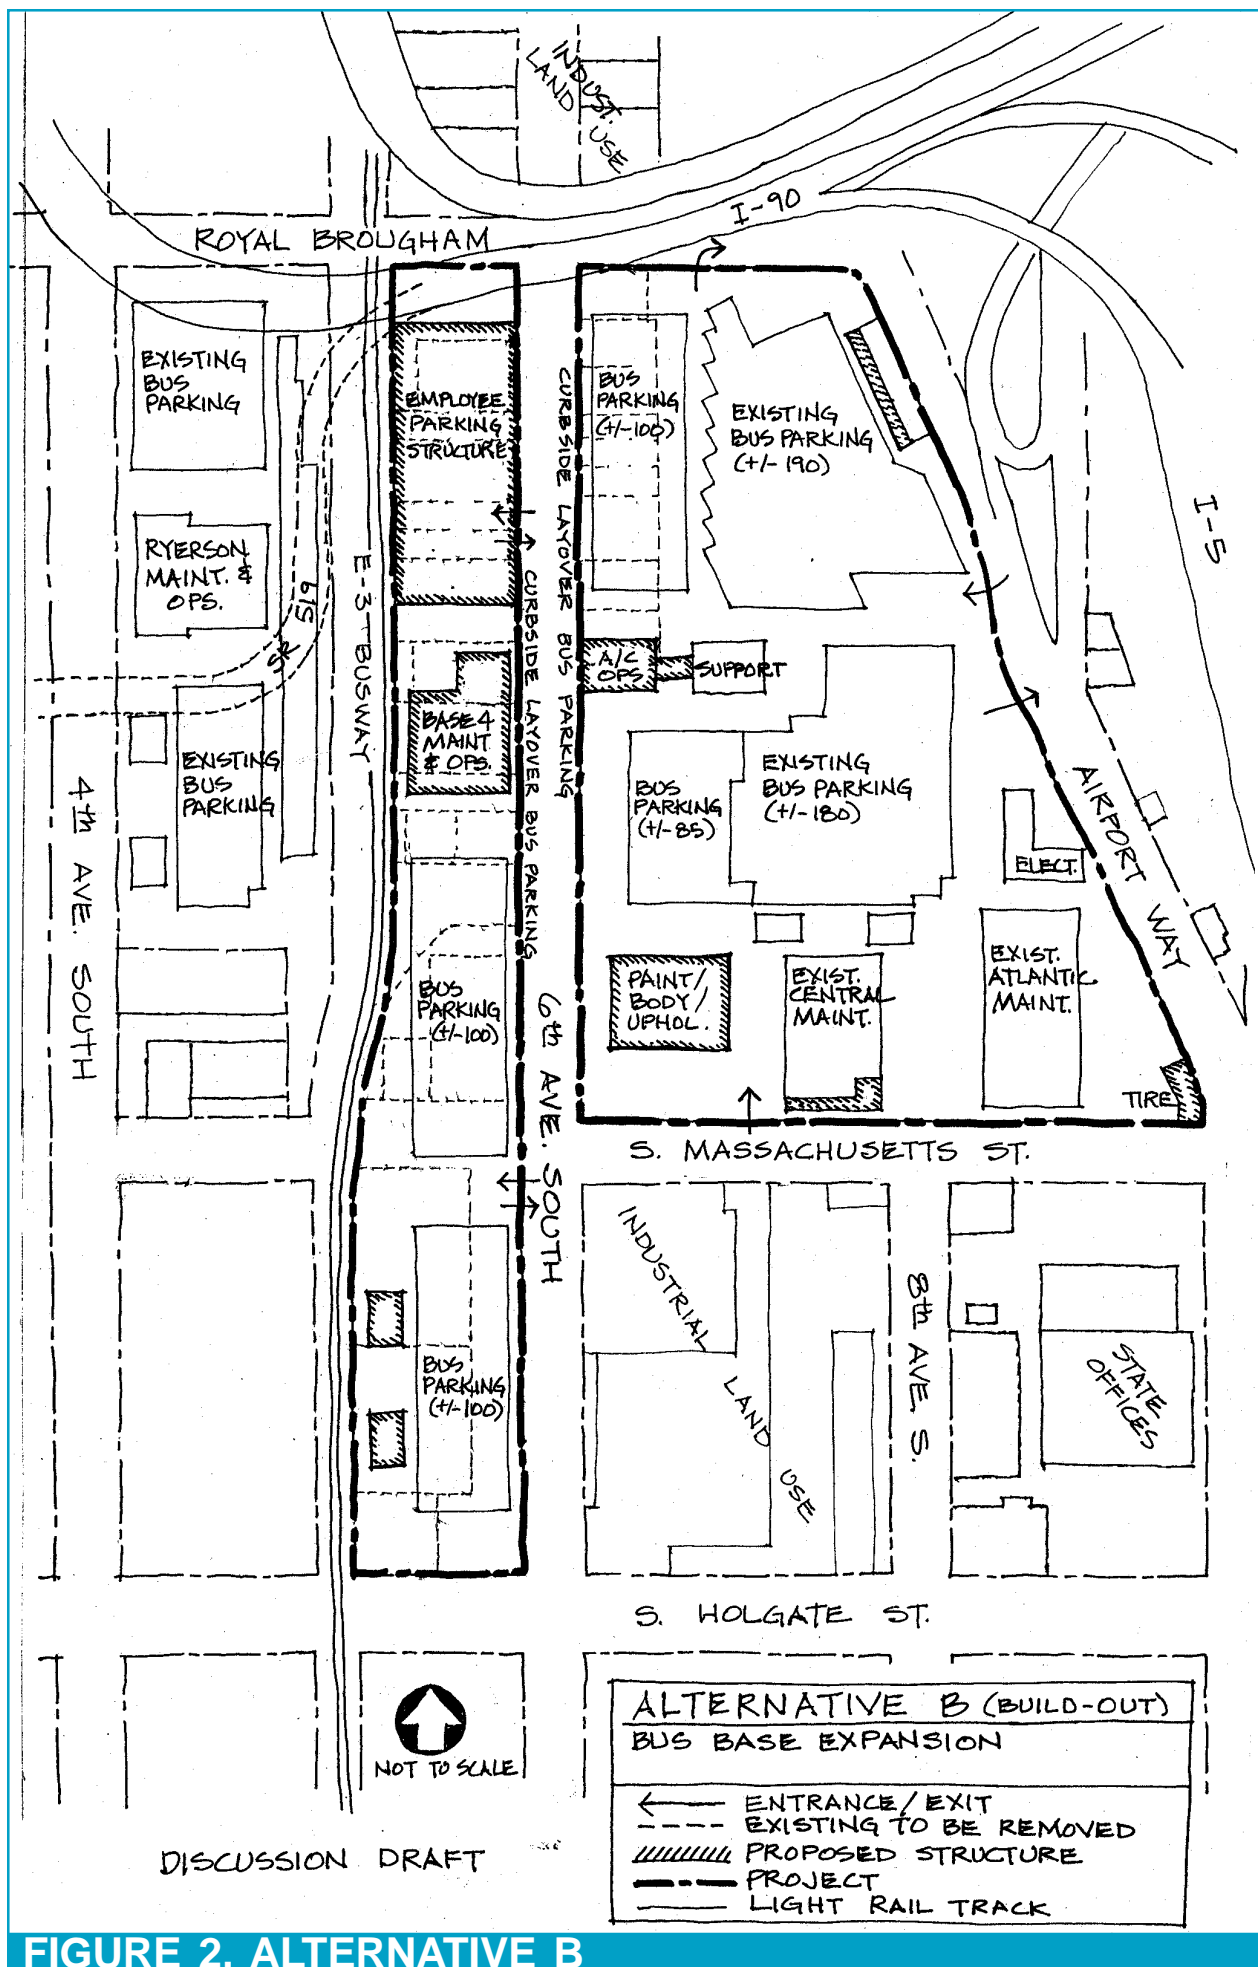 INDUST.
LAND
USE
I-90
ROYAL BROUGHAM
EXISTING
BUS
PARKING
EMPLOYEE
PARKING
STRUCTURE
BUS
PARKING
(+/-100)
EXISTING
BUS PARKING
(+/-190)
CURBSIDE LAYOVER BUS PARKING
CURBSIDE LAYOVER BUS PARKING
I-5
RYERSON
MAINT. &
OPS.
SR 519
E-3 BUSWAY
A/C
OPS
SUPPORT
BASE 4
MAINT
& OPS.
EXISTING
BUS
PARKING
BUS
PARKING
(+/-85)
EXISTING
BUS PARKING
(+/-180)
AIRPORT WAY
ELECT.
4th AVE. SOUTH
BUS
PARKING
(+/-100)
6th AVE. SOUTH
PAINT/
BODY/
UPHOL.
EXIST.
CENTRAL
MAINT.
EXIST.
ATLANTIC
MAINT.
TIRE
S. MASSACHUSETTS ST.
INDUSTRIAL
LAND
USE
8th AVE. S.
STATE
OFFICES
BUS
PARKING
(+/-100)
S. HOLGATE ST.
NOT TO SCALE
ALTERNATIVE B (BUILD-OUT)
BUS BASE EXPANSION
ENTRANCE/EXIT
EXISTING TO BE REMOVED
PROPOSED STRUCTURE
PROJECT
LIGHT RAIL TRACK
DISCUSSION DRAFT
FIGURE 2. ALTERNATIVE B